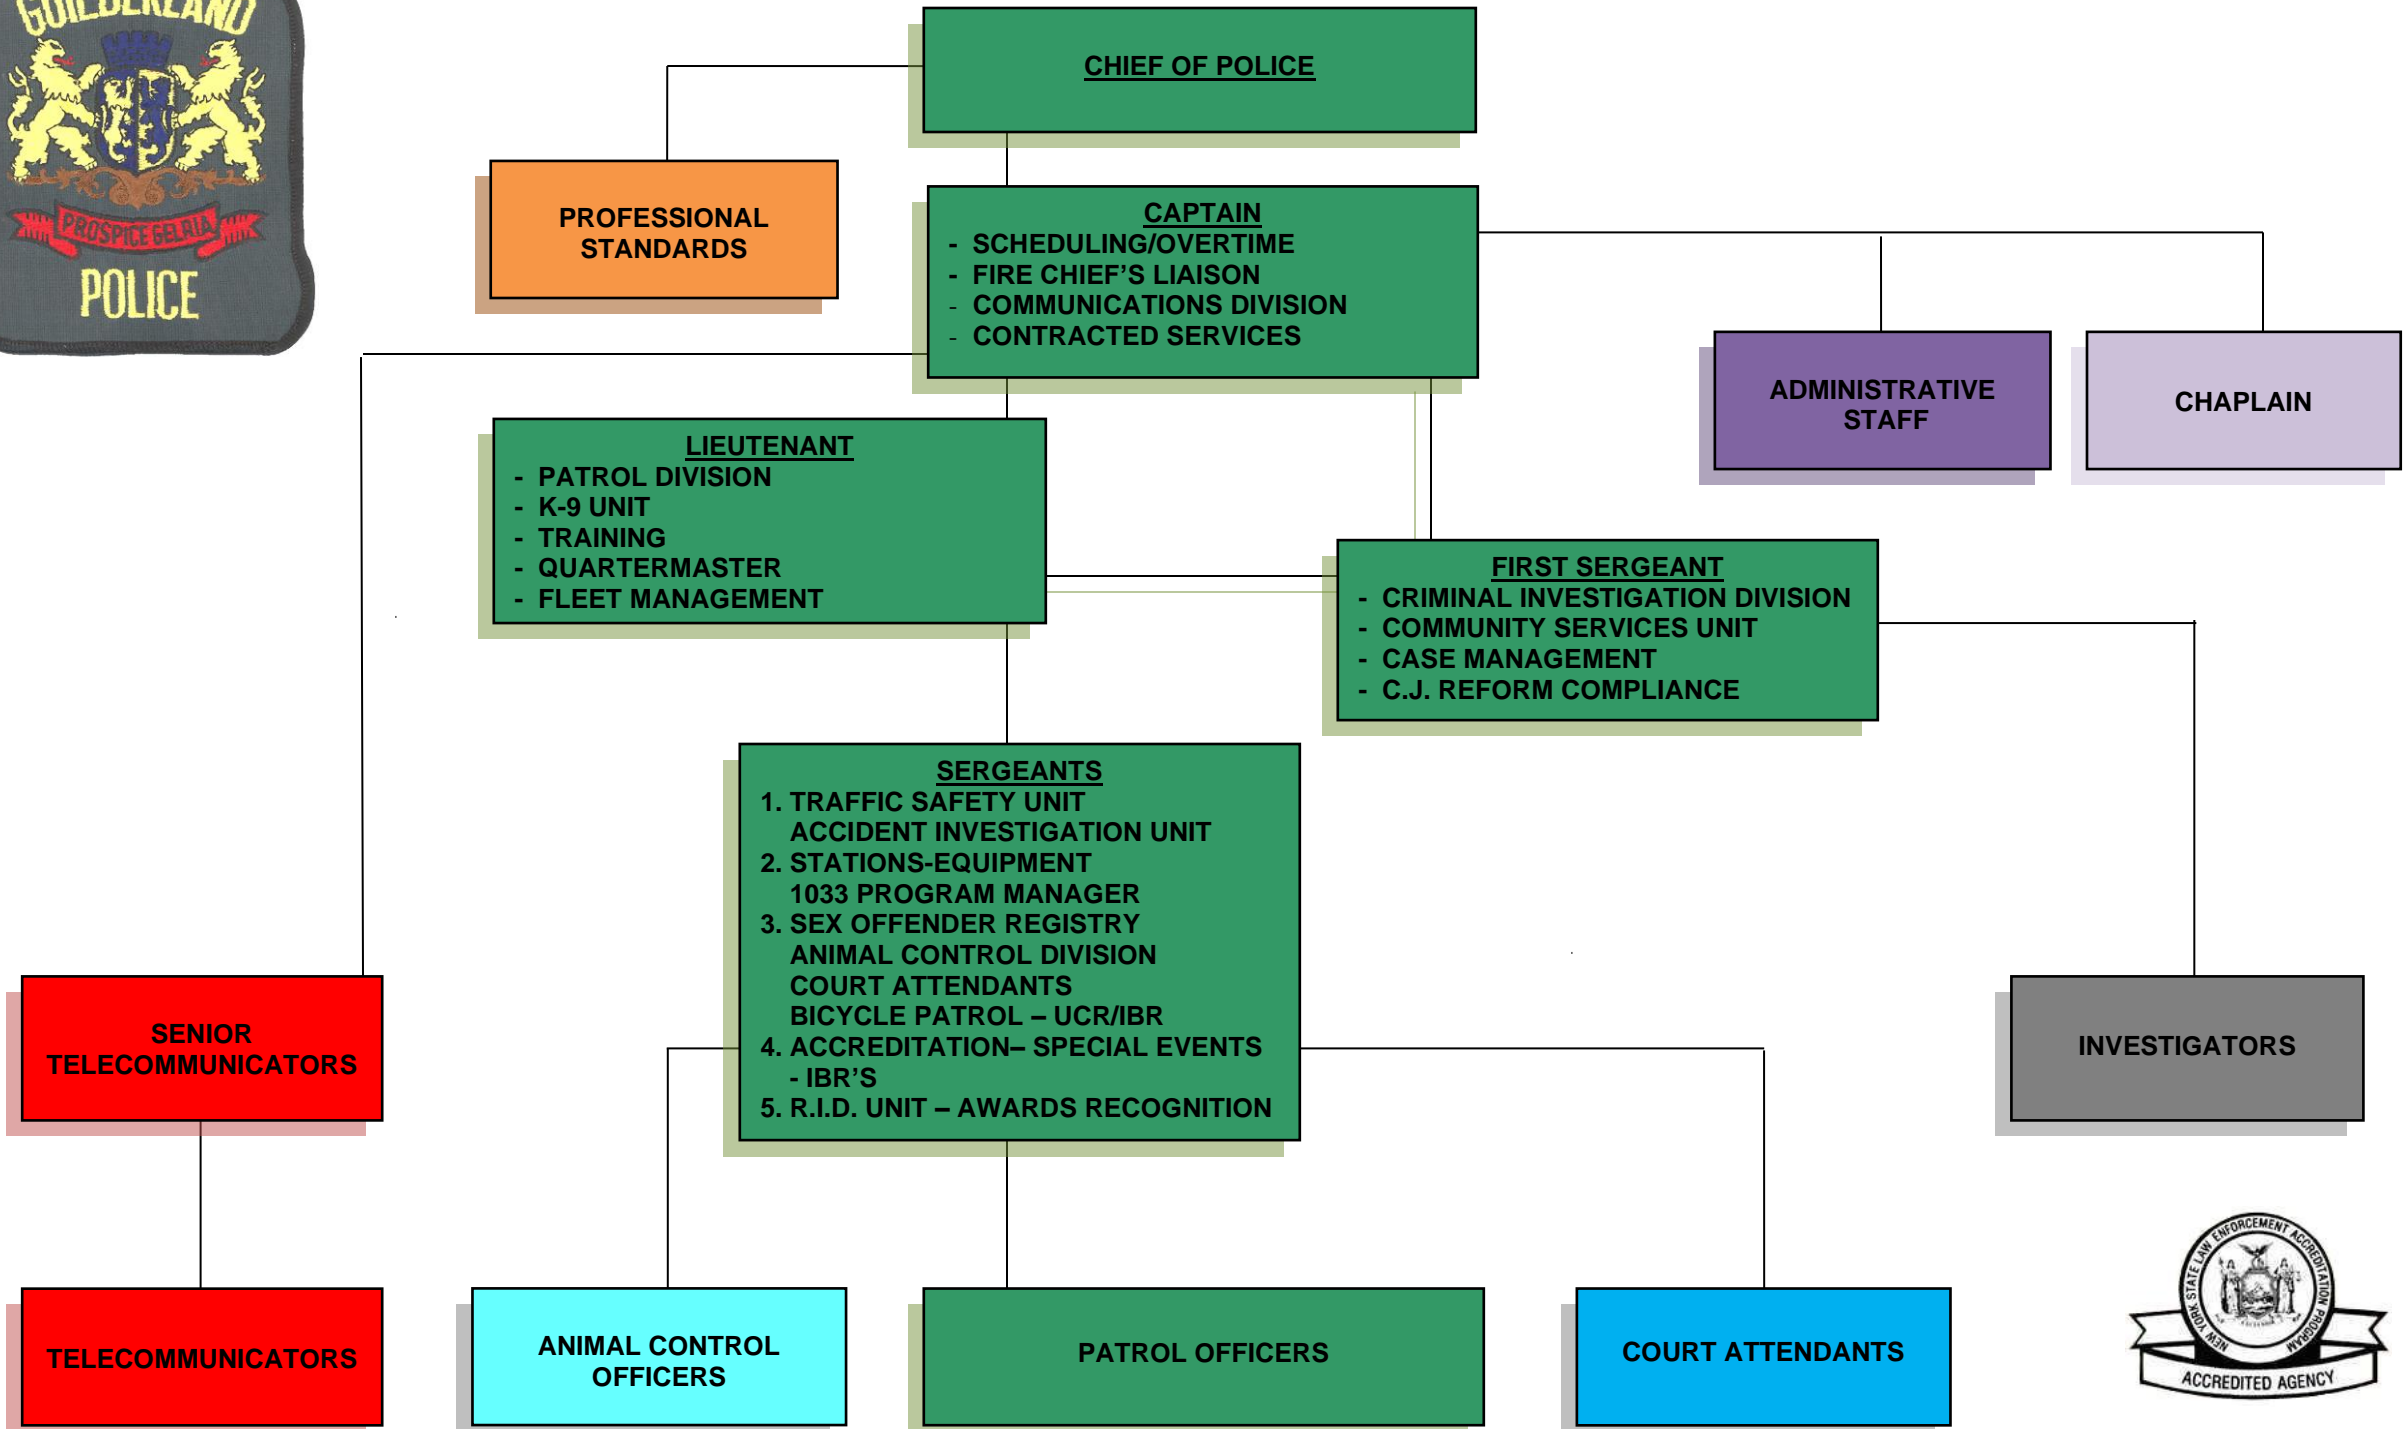 GUILDERLAND
PROSPICE GELRIA
POLICE
CHIEF OF POLICE
PROFESSIONAL
STANDARDS
CAPTAIN
- SCHEDULING/OVERTIME
- FIRE CHIEF’S LIAISON
- COMMUNICATIONS DIVISION
- CONTRACTED SERVICES
ADMINISTRATIVE
STAFF
CHAPLAIN
LIEUTENANT
- PATROL DIVISION
- K-9 UNIT
- TRAINING
- QUARTERMASTER
- FLEET MANAGEMENT
FIRST SERGEANT
- CRIMINAL INVESTIGATION DIVISION
- COMMUNITY SERVICES UNIT
- CASE MANAGEMENT
- C.J. REFORM COMPLIANCE
SERGEANTS
1. TRAFFIC SAFETY UNIT
ACCIDENT INVESTIGATION UNIT
2. STATIONS-EQUIPMENT
1033 PROGRAM MANAGER
3. SEX OFFENDER REGISTRY
ANIMAL CONTROL DIVISION
COURT ATTENDANTS
BICYCLE PATROL – UCR/IBR
4. ACCREDITATION– SPECIAL EVENTS
- IBR’S
5. R.I.D. UNIT – AWARDS RECOGNITION
SENIOR
TELECOMMUNICATORS
INVESTIGATORS
TELECOMMUNICATORS
ANIMAL CONTROL
OFFICERS
PATROL OFFICERS
COURT ATTENDANTS
NEW YORK STATE LAW ENFORCEMENT ACCREDITATION PROGRAM
ACCREDITED AGENCY